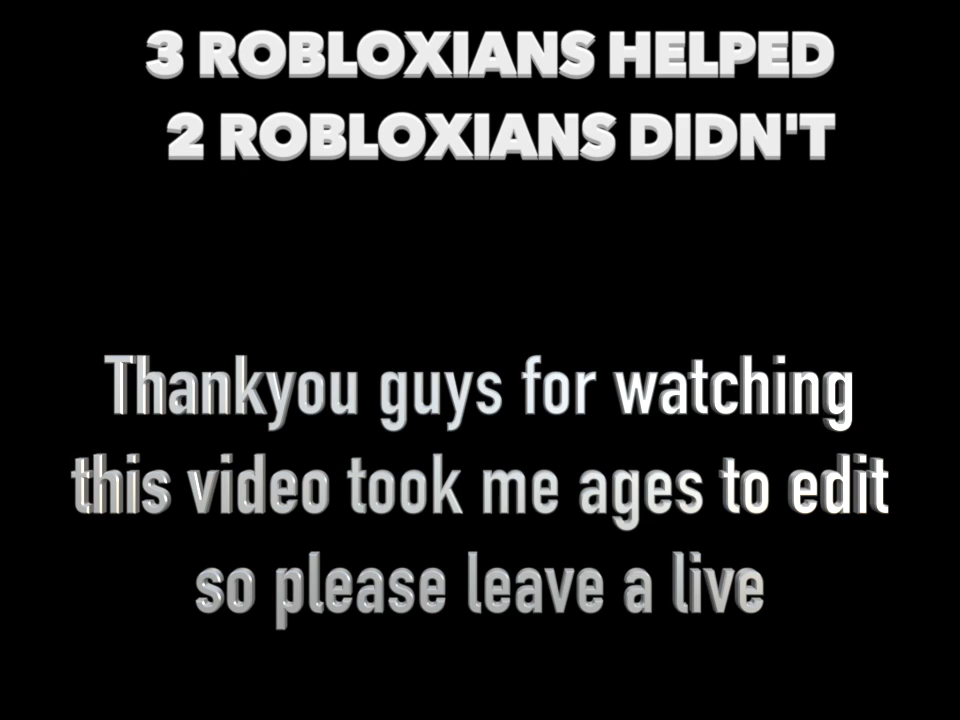 3 ROBLOXIANS HELPED
2 ROBLOXIANS DIDN'T
Thankyou guys for watching
this video took me ages to edit
so please leave a live